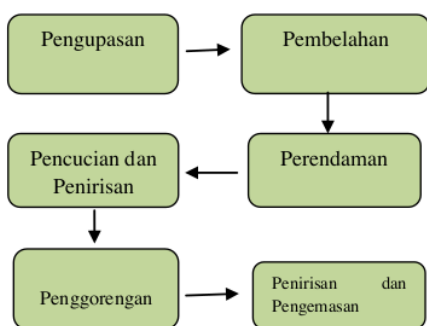 Pengupasan
Pembelahan
Perendaman
Pencucian dan
Penirisan
Penggorengan
Penirisan dan
Pengemasan